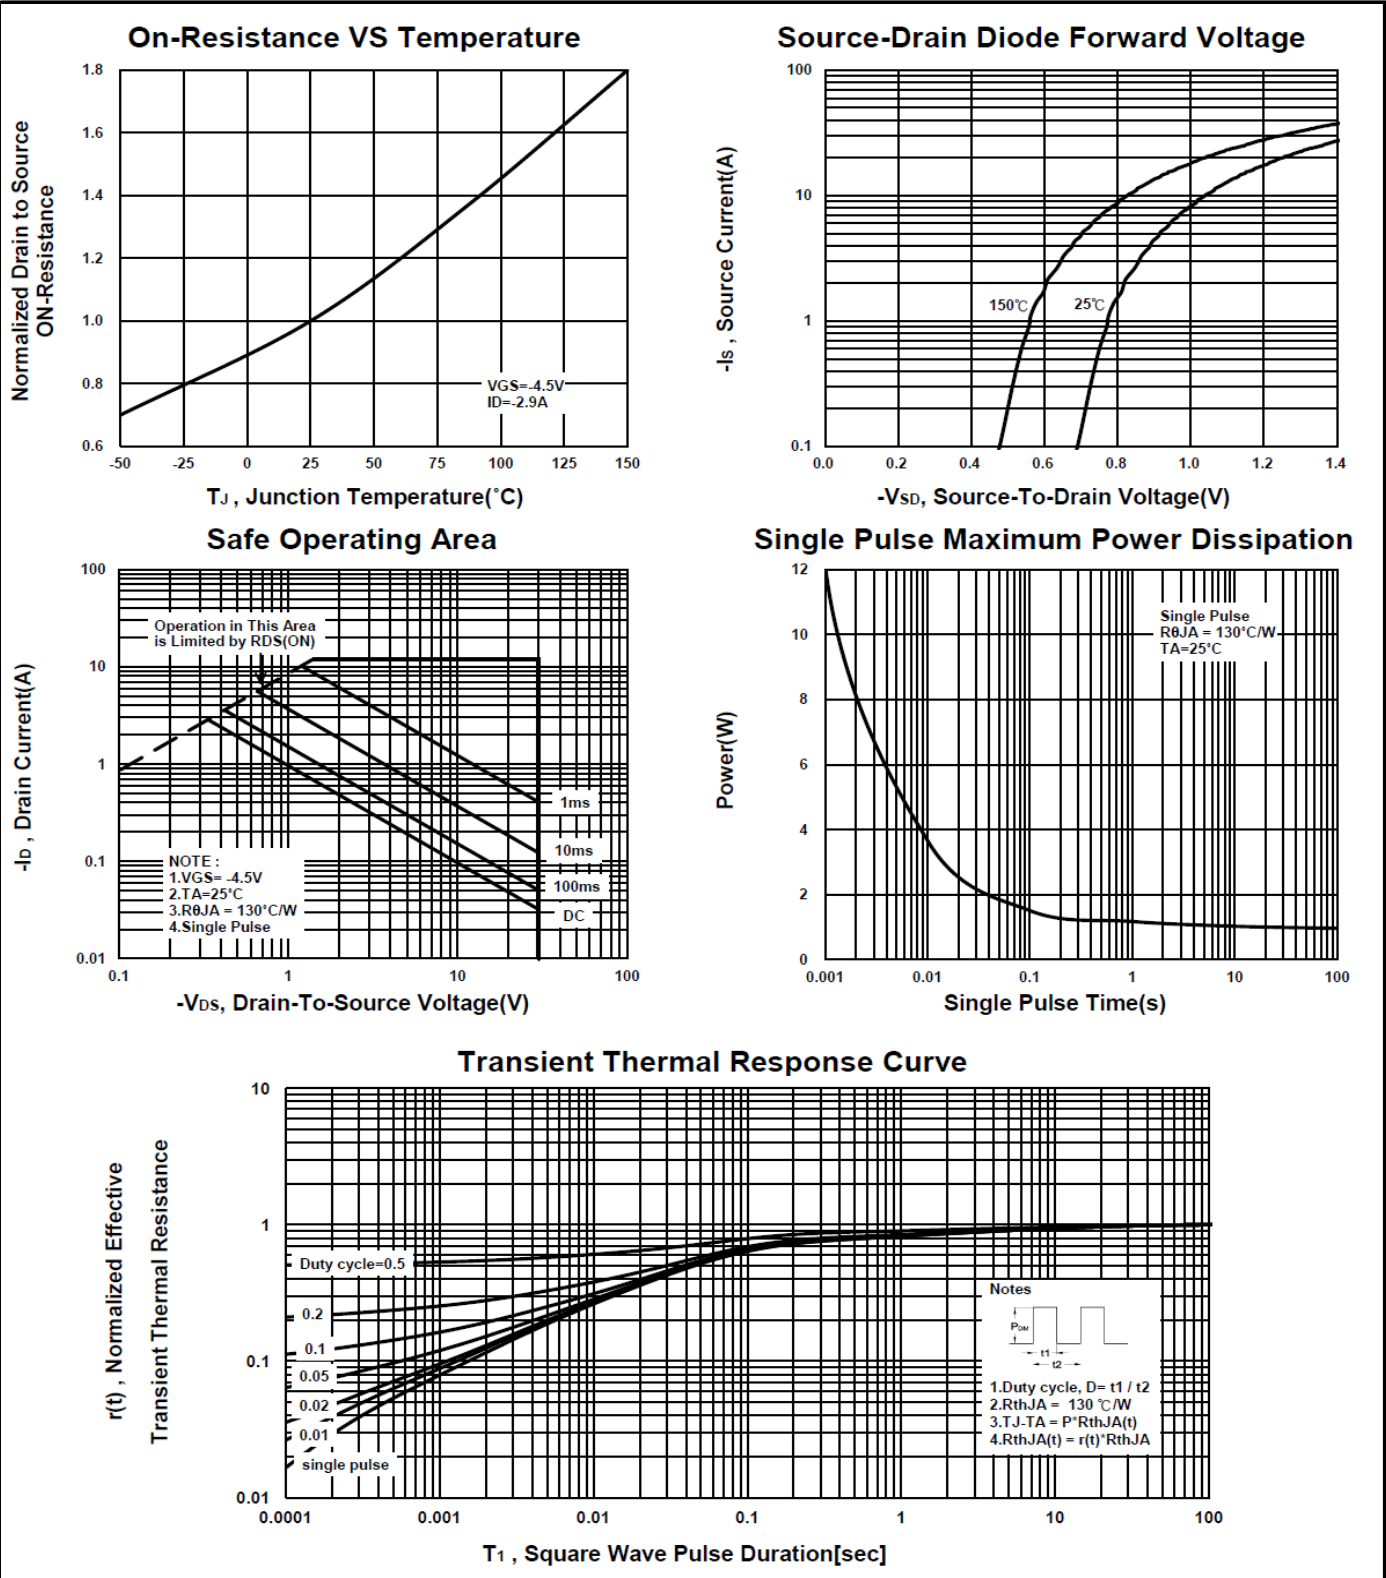 On-Resistance VS Temperature
Normalized Drain to Source
ON-Resistance
1.8
1.6
1.4
1.2
1.0
0.8
0.6
VGS=-4.5V
ID=-2.9A
-50 -25 0 25 50 75 100 125 150
TJ , Junction Temperature(°C)
Source-Drain Diode Forward Voltage
-IS , Source Current(A)
100
10
1
0.1
150℃
25℃
0.0 0.2 0.4 0.6 0.8 1.0 1.2 1.4
-VSD, Source-To-Drain Voltage(V)
Safe Operating Area
-ID , Drain Current(A)
100
10
1
0.1
0.01
Operation in This Area
is Limited by RDS(ON)
1ms
10ms
100ms
DC
NOTE :
1.VGS= -4.5V
2.TA=25°C
3.RθJA = 130°C/W
4.Single Pulse
0.1 1 10 100
-VDS, Drain-To-Source Voltage(V)
Single Pulse Maximum Power Dissipation
Power(W)
12
10
8
6
4
2
0
Single Pulse
RθJA = 130°C/W
TA=25°C
0.001 0.01 0.1 1 10 100
Single Pulse Time(s)
Transient Thermal Response Curve
r(t) , Normalized Effective
Transient Thermal Resistance
10
1
0.1
0.01
Duty cycle=0.5
0.2
0.1
0.05
0.02
0.01
single pulse
Notes
PDM
t1
t2
1.Duty cycle, D= t1 / t2
2.RthJA = 130 ℃/W
3.TJ-TA = P*RthJA(t)
4.RthJA(t) = r(t)*RthJA
0.0001 0.001 0.01 0.1 1 10 100
T1 , Square Wave Pulse Duration[sec]